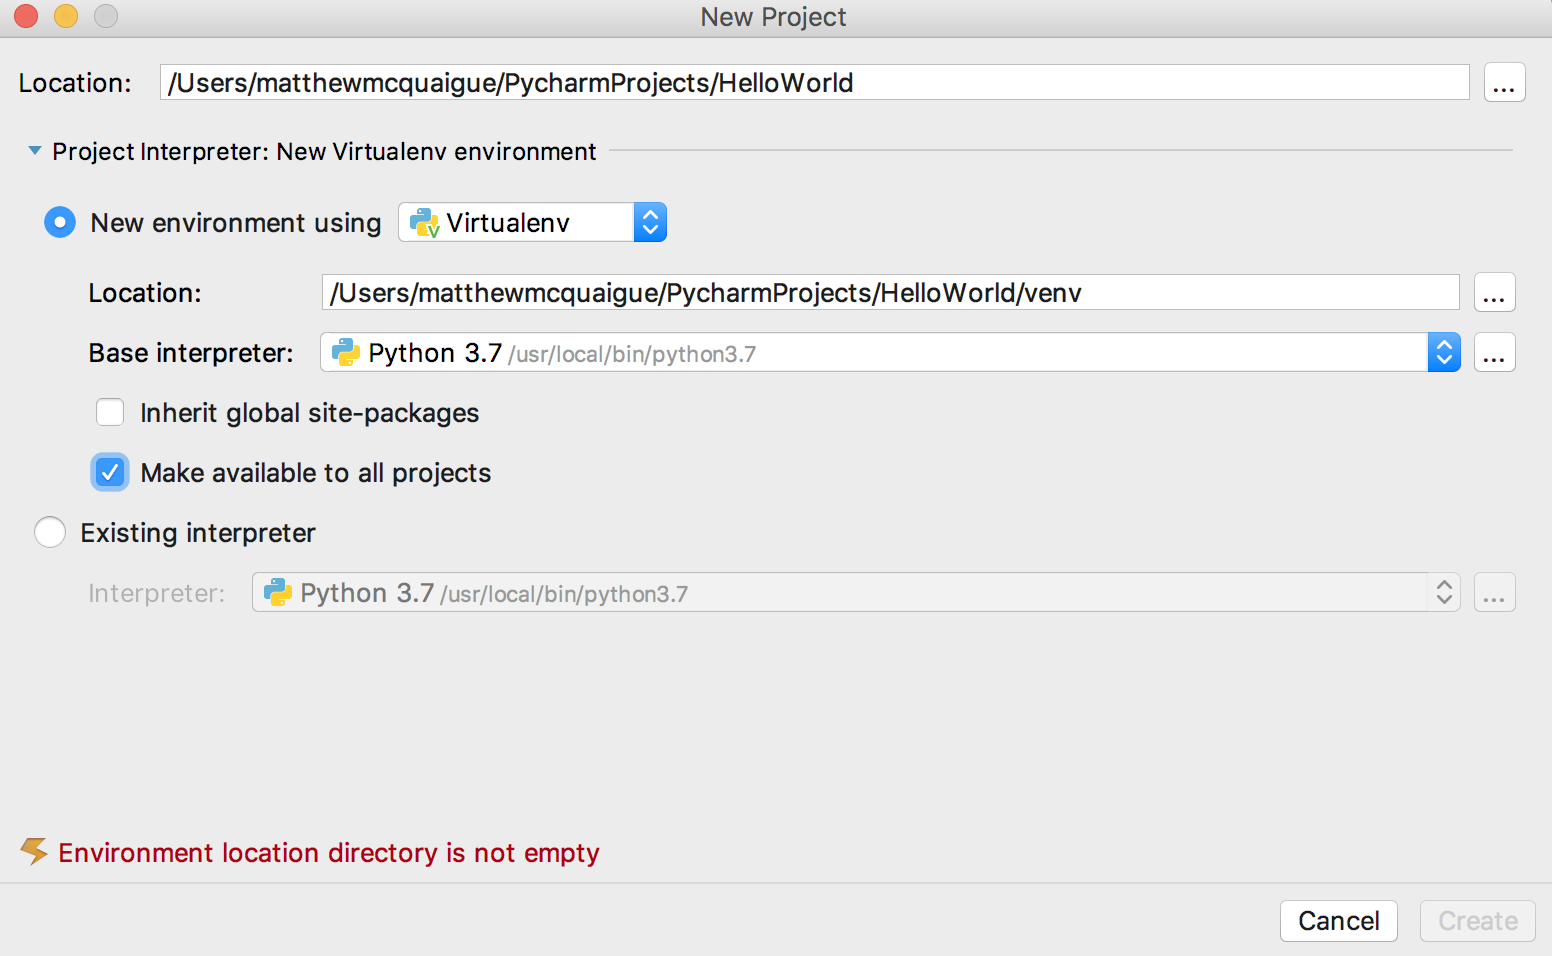 New Project
Location: /Users/matthewmcquaigue/PycharmProjects/HelloWorld ...
Project Interpreter: New Virtualenv environment
New environment using Virtualenv
Location: /Users/matthewmcquaigue/PycharmProjects/HelloWorld/venv ...
Base interpreter: Python 3.7 /usr/local/bin/python3.7 ...
Inherit global site-packages
Make available to all projects
Existing interpreter
Interpreter: Python 3.7 /usr/local/bin/python3.7 ...
Environment location directory is not empty
Cancel Create